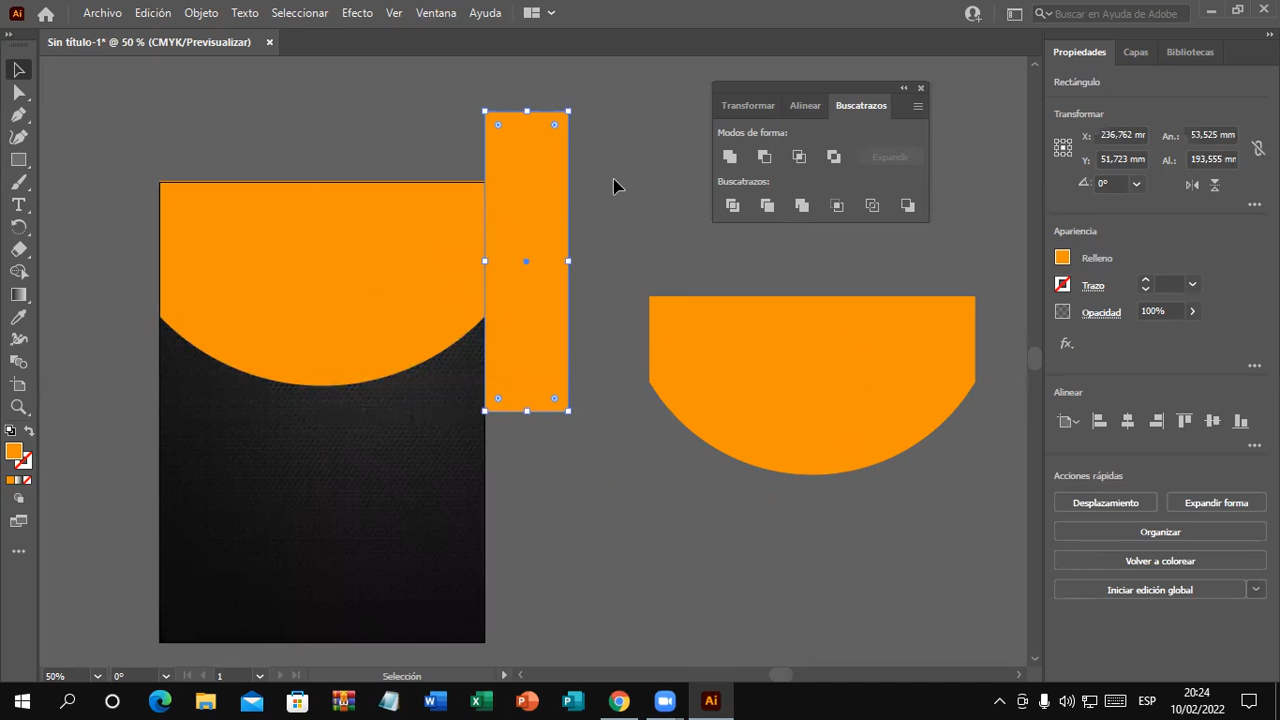 Ai Archivo Edición Objeto Texto Seleccionar Efecto Ver Ventana Ayuda Buscar en Ayuda de Adobe
Sin título-1* @ 50 % (CMYK/Previsualizar)
Propiedades Capas Bibliotecas
Rectángulo
Transformar
X: 236,762 mm An.: 53,525 mm
Y: 51,723 mm Al.: 193,555 mm
0°
Apariencia
Relleno
Trazo
Opacidad 100%
fx.
Alinear
Acciones rápidas
Desplazamiento Expandir forma
Organizar
Volver a colorear
Iniciar edición global
Transformar Alinear Buscatrazos
Modos de forma:
Expandir
Buscatrazos:
50% 0° 1 Selección
ESP 20:24
10/02/2022